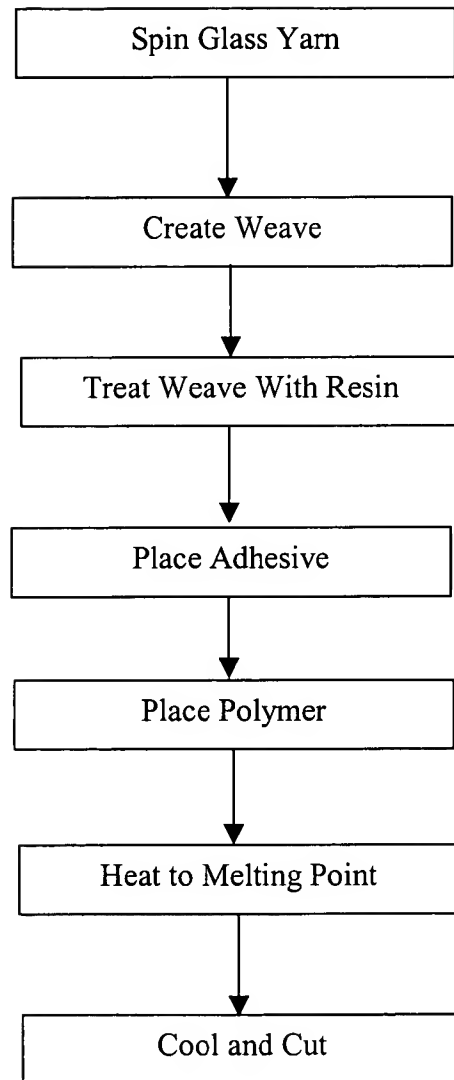 Spin Glass Yarn
Create Weave
Treat Weave With Resin
Place Adhesive
Place Polymer
Heat to Melting Point
Cool and Cut